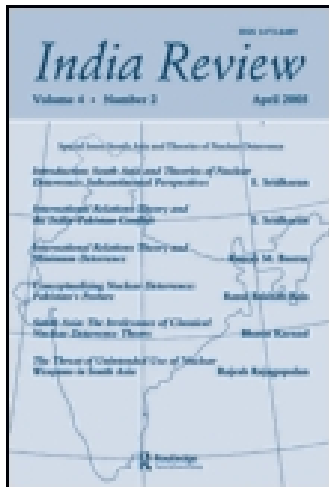 ISSN 1473-6489
India Review
Volume 4 • Number 2 April 2005
Special Issue: South Asia and Theories of Nuclear Deterrence
Introduction: South Asia and Theories of Nuclear
Deterrence: Subcontinental Perspectives E. Sridharan
International Relations Theory and
the India-Pakistan Conflict E. Sridharan
International Relations Theory and
Minimum Deterrence Rajesh M. Basrur
Conceptualizing Nuclear Deterrence:
Pakistan's Posture Rasul Bakhsh Rais
South Asia: The Irrelevance of Classical
Nuclear Deterrence Theory Bharat Karnad
The Threat of Unintended Use of Nuclear
Weapons in South Asia Rajesh Rajagopalan
Routledge